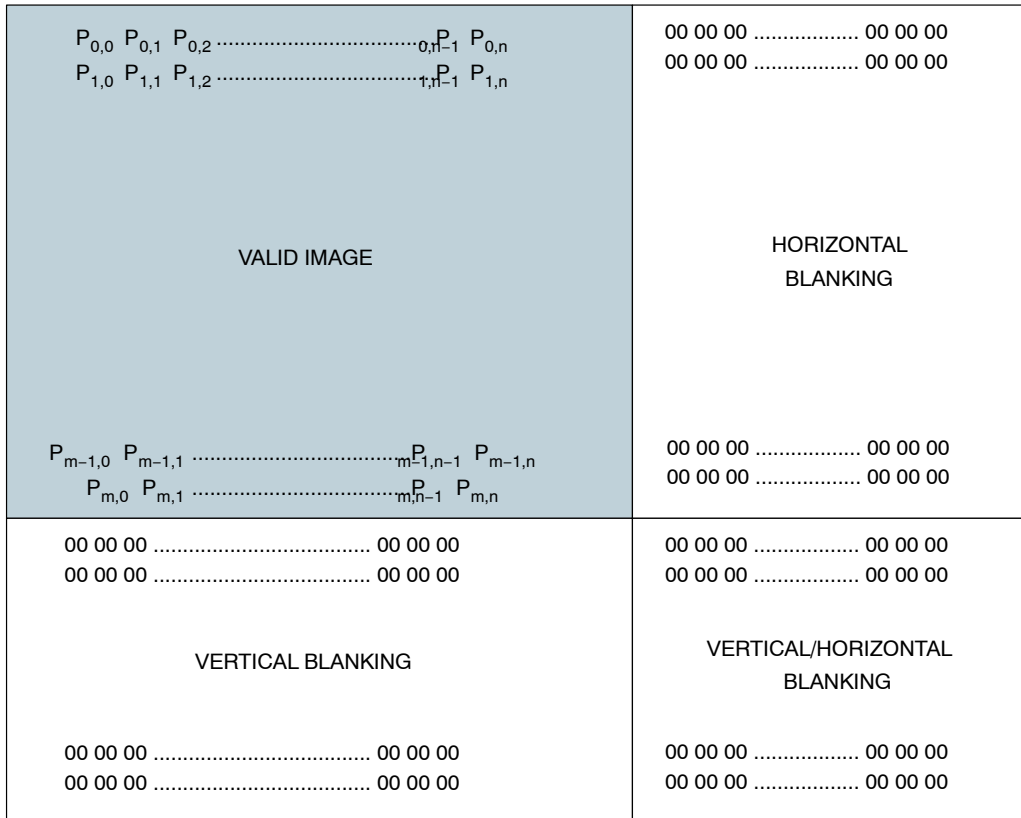 P0,0 P0,1 P0,2 ..................................... P0,n−1 P0,n
P1,0 P1,1 P1,2 ..................................... P1,n−1 P1,n
VALID IMAGE
Pm−1,0 Pm−1,1 ..................................... Pm−1,n−1 Pm−1,n
Pm,0 Pm,1 ..................................... Pm,n−1 Pm,n
00 00 00 .................. 00 00 00
00 00 00 .................. 00 00 00
HORIZONTAL
BLANKING
00 00 00 .................. 00 00 00
00 00 00 .................. 00 00 00
00 00 00 ..................................... 00 00 00
00 00 00 ..................................... 00 00 00
VERTICAL BLANKING
00 00 00 ..................................... 00 00 00
00 00 00 ..................................... 00 00 00
00 00 00 .................. 00 00 00
00 00 00 .................. 00 00 00
VERTICAL/HORIZONTAL
BLANKING
00 00 00 .................. 00 00 00
00 00 00 .................. 00 00 00